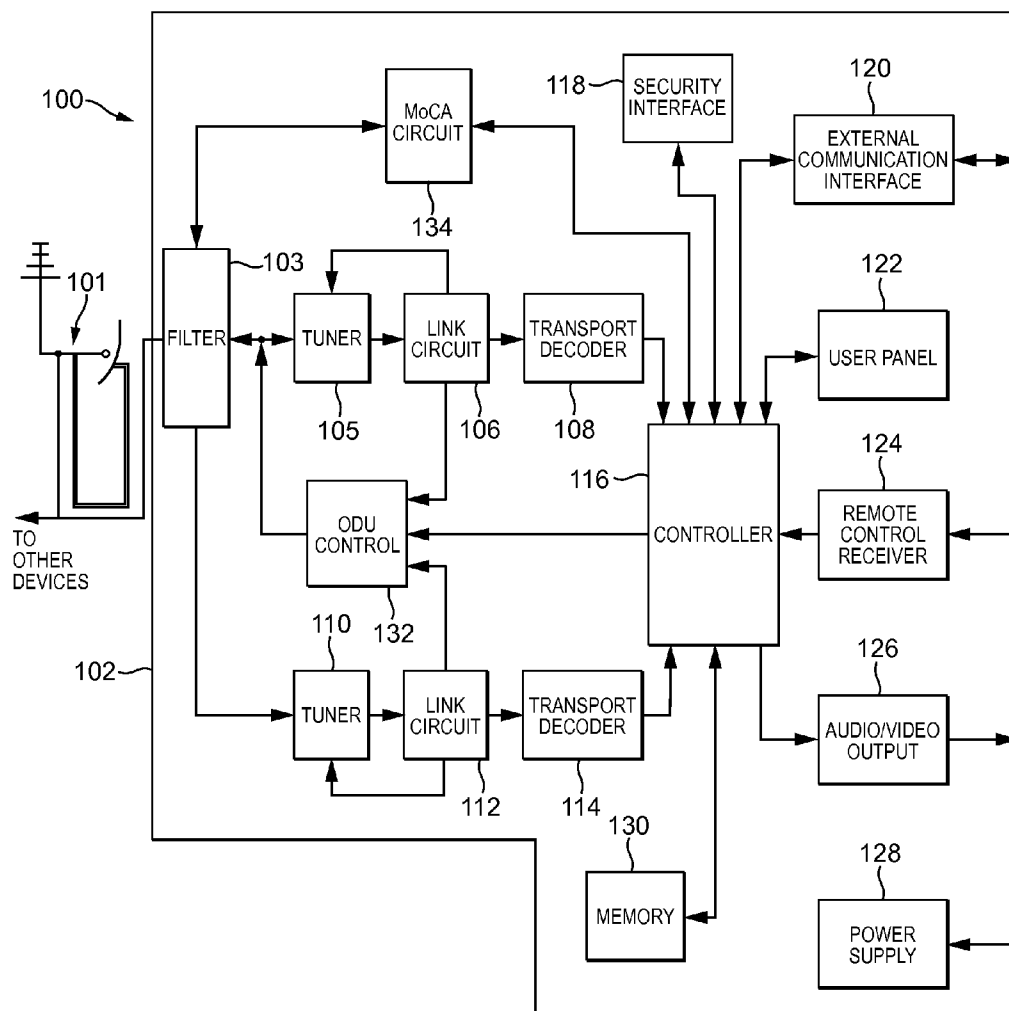 100
MoCA
CIRCUIT
134
118
SECURITY
INTERFACE
120
EXTERNAL
COMMUNICATION
INTERFACE
101
103
FILTER
TUNER
105
LINK
CIRCUIT
106
TRANSPORT
DECODER
108
122
USER PANEL
116
CONTROLLER
124
REMOTE
CONTROL
RECEIVER
TO
OTHER
DEVICES
ODU
CONTROL
132
102
110
TUNER
LINK
CIRCUIT
112
TRANSPORT
DECODER
114
126
AUDIO/VIDEO
OUTPUT
130
MEMORY
128
POWER
SUPPLY